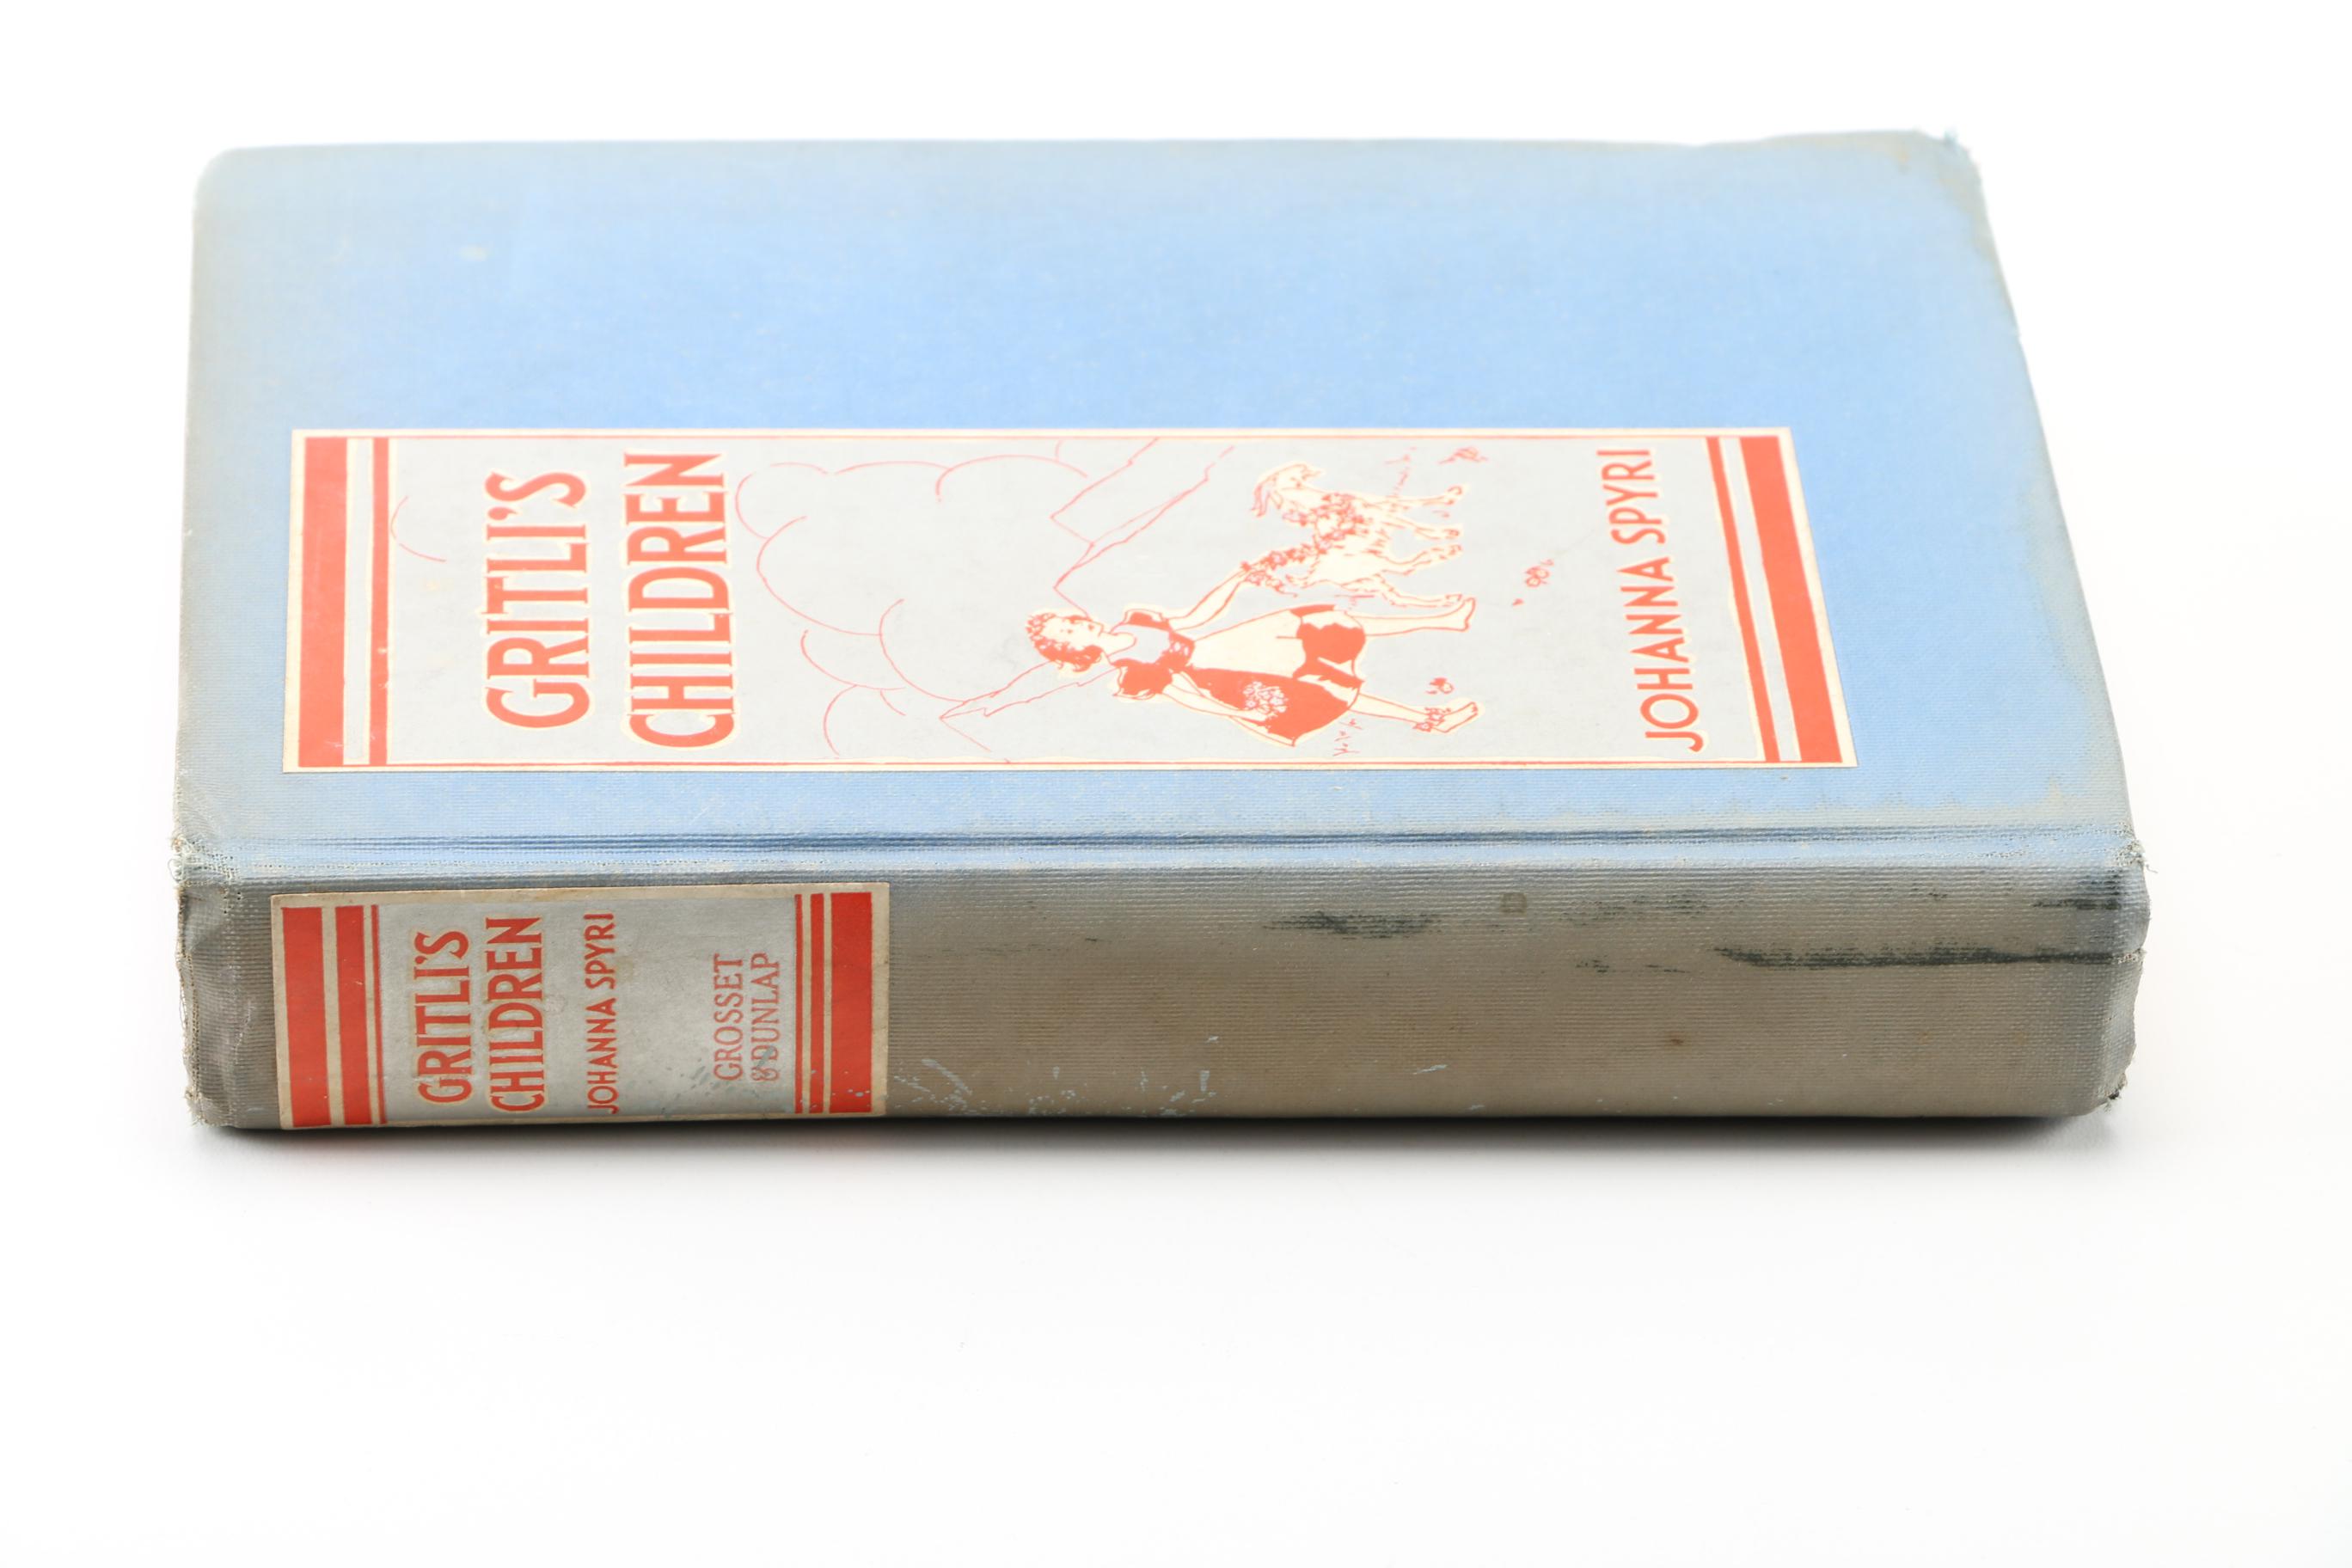 GRITLI'S
CHILDREN
JOHANNA SPYRI
GRITLI'S
CHILDREN
JOHANNA SPYRI
GROSSET
& DUNLAP